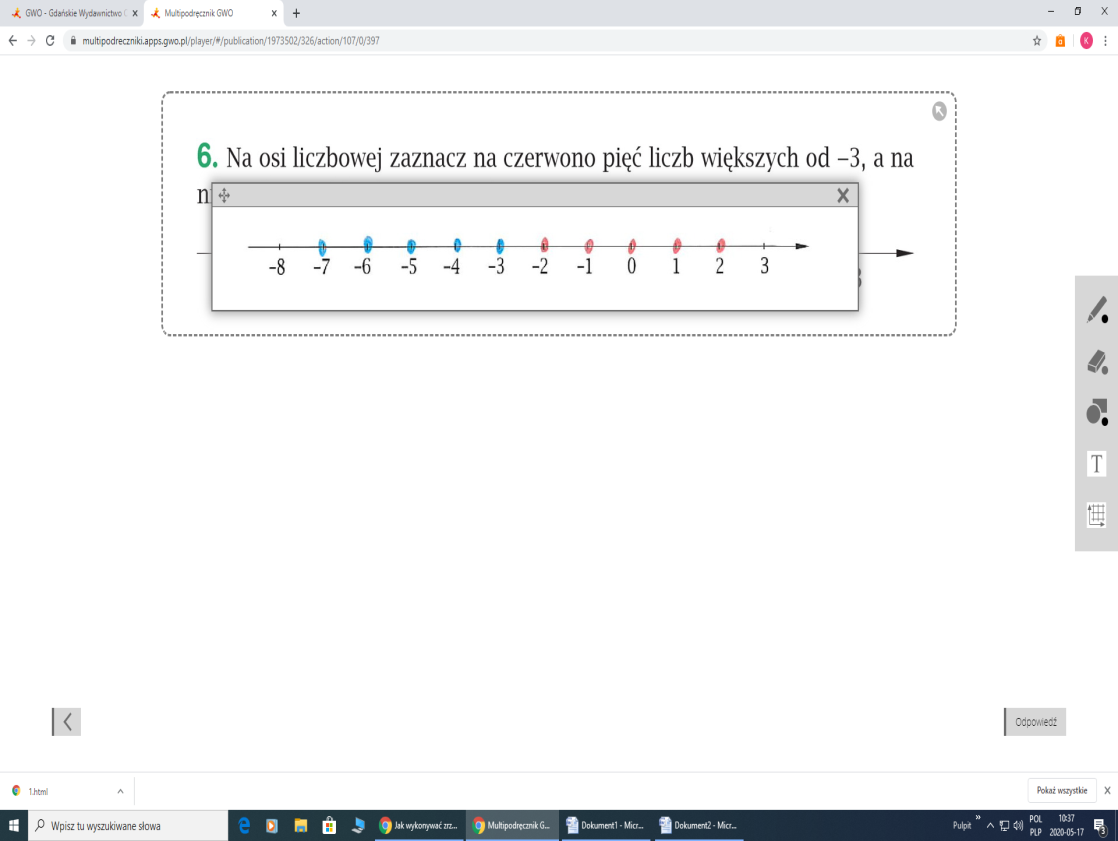 GWO - Gdańskie Wydawnictwo
Multipodręcznik GWO
multipodreczniki.apps.gwo.pl/player/#/publication/1973502/326/action/107/0/397
K
6. Na osi liczbowej zaznacz na czerwono pięć liczb większych od –3, a na
–8 –7 –6 –5 –4 –3 –2 –1 0 1 2 3
T
Odpowiedź
1.html
Pokaż wszystkie
Wpisz tu wyszukiwane słowa
Jak wykonywać zrz...
Multipodręcznik G...
Dokument1 - Micr...
Dokument2 - Micr...
Pulpit
POL
PLP
10:37
2020-05-17
3